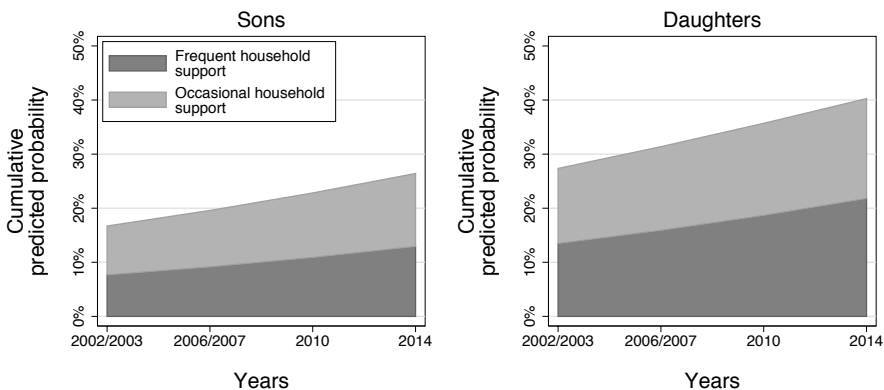 Sons
Cumulative
predicted probability
50%
40%
30%
20%
10%
0%
Frequent household
support
Occasional household
support
2002/2003
2006/2007
2010
2014
Years
Daughters
Cumulative
predicted probability
50%
40%
30%
20%
10%
0%
2002/2003
2006/2007
2010
2014
Years